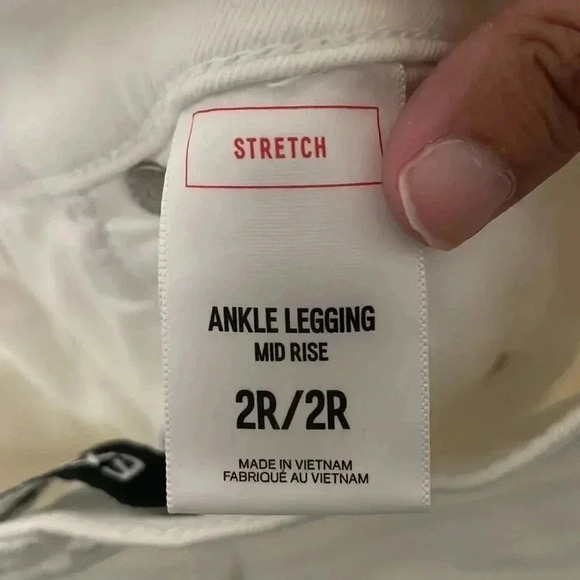 STRETCH
ANKLE LEGGING
MID RISE
2R/2R
MADE IN VIETNAM
FABRIQUÉ AU VIETNAM